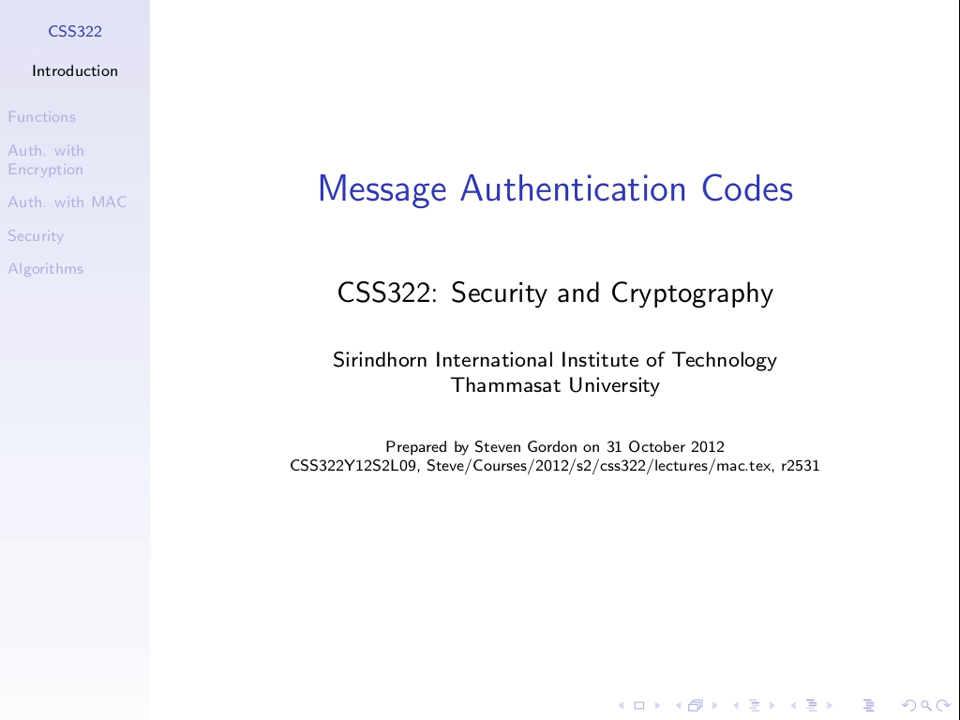 CSS322
Introduction
Functions
Auth. with
Encryption
Auth. with MAC
Security
Algorithms
Message Authentication Codes
CSS322: Security and Cryptography
Sirindhorn International Institute of Technology
Thammasat University
Prepared by Steven Gordon on 31 October 2012
CSS322Y12S2L09, Steve/Courses/2012/s2/css322/lectures/mac.tex, r2531